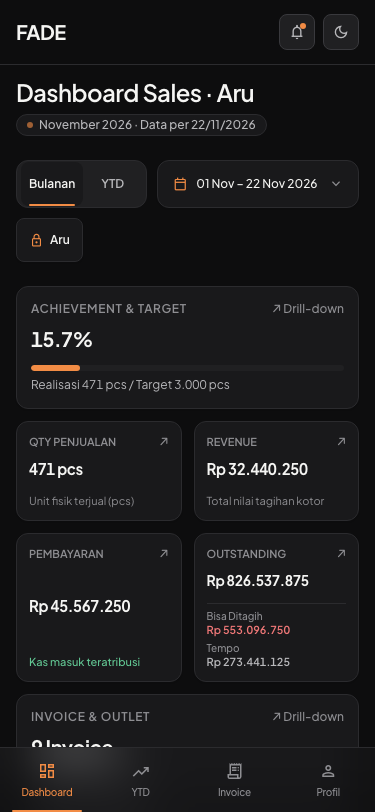 FADE
Dashboard Sales · Aru
November 2026 · Data per 22/11/2026
Bulanan
YTD
01 Nov – 22 Nov 2026
Aru
ACHIEVEMENT & TARGET
Drill-down
15.7%
Realisasi 471 pcs / Target 3.000 pcs
QTY PENJUALAN
471 pcs
Unit fisik terjual (pcs)
REVENUE
Rp 32.440.250
Total nilai tagihan kotor
PEMBAYARAN
Rp 45.567.250
Kas masuk teratribusi
OUTSTANDING
Rp 826.537.875
Bisa Ditagih
Rp 553.096.750
Tempo
Rp 273.441.125
INVOICE & OUTLET
Drill-down
9 Invoice
Dashboard
YTD
Invoice
Profil